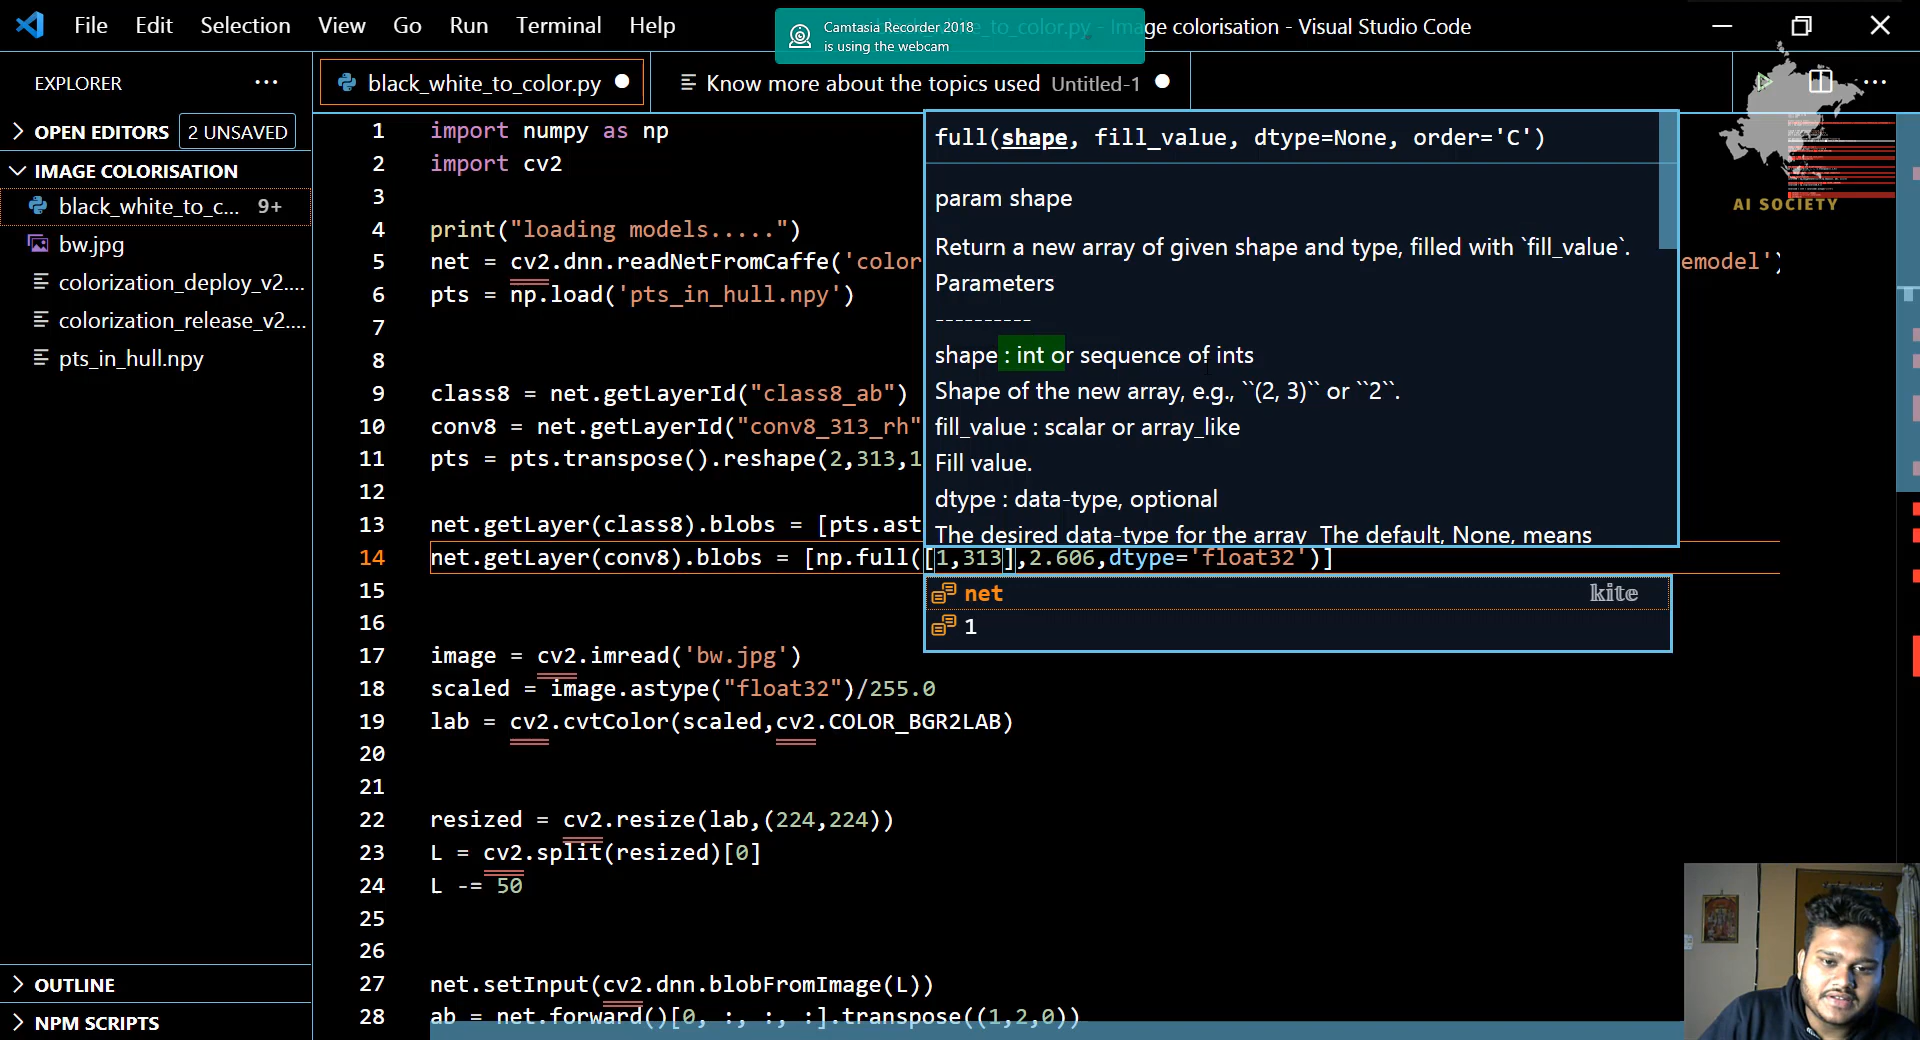 File Edit Selection View Go Run Terminal Help
Camtasia Recorder 2018
is using the webcam
_to_color.py - Image colorisation - Visual Studio Code
EXPLORER
black_white_to_color.py
Know more about the topics used Untitled-1
OPEN EDITORS 2 UNSAVED
IMAGE COLORISATION
black_white_to_c... 9+
bw.jpg
colorization_deploy_v2....
colorization_release_v2....
pts_in_hull.npy
OUTLINE
NPM SCRIPTS
1 import numpy as np
2 import cv2
3
4 print("loading models.....")
5 net = cv2.dnn.readNetFromCaffe('color emodel')
6 pts = np.load('pts_in_hull.npy')
7
8
9 class8 = net.getLayerId("class8_ab")
10 conv8 = net.getLayerId("conv8_313_rh"
11 pts = pts.transpose().reshape(2,313,1
12
13 net.getLayer(class8).blobs = [pts.ast
14 net.getLayer(conv8).blobs = [np.full([1,313],2.606,dtype='float32')]
15
16
17 image = cv2.imread('bw.jpg')
18 scaled = image.astype("float32")/255.0
19 lab = cv2.cvtColor(scaled,cv2.COLOR_BGR2LAB)
20
21
22 resized = cv2.resize(lab,(224,224))
23 L = cv2.split(resized)[0]
24 L -= 50
25
26
27 net.setInput(cv2.dnn.blobFromImage(L))
28 ab = net.forward()[0, :, :, :].transpose((1,2,0))
full(shape, fill_value, dtype=None, order='C')
param shape
Return a new array of given shape and type, filled with `fill_value`.
Parameters
----------
shape : int or sequence of ints
Shape of the new array, e.g., ``(2, 3)`` or ``2``.
fill_value : scalar or array_like
Fill value.
dtype : data-type, optional
The desired data-type for the array The default, None, means
net kite
1
AI SOCIETY